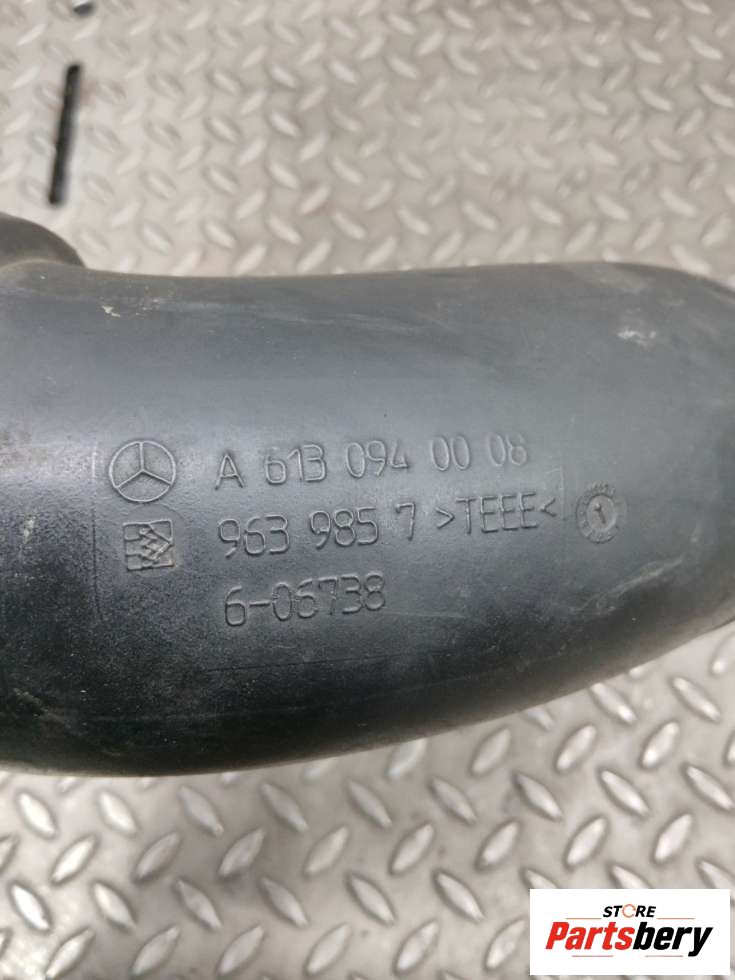 A 613 094 00 08
963 985 7 >TEEE<
6-06738
STORE
Partsbery